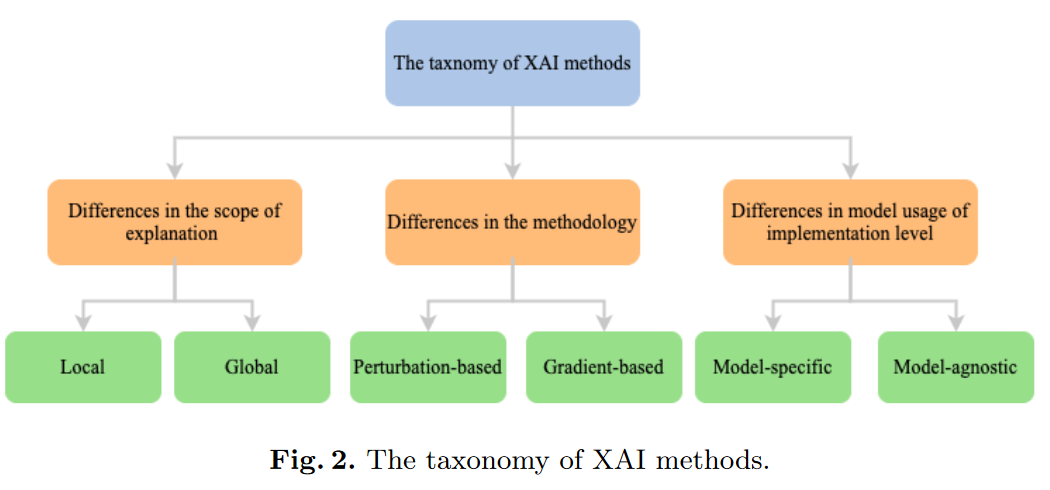 The taxnomy of XAI methods
Differences in the scope of
explanation
Differences in the methodology
Differences in model usage of
implementation level
Local
Global
Perturbation-based
Gradient-based
Model-specific
Model-agnostic
Fig. 2. The taxonomy of XAI methods.